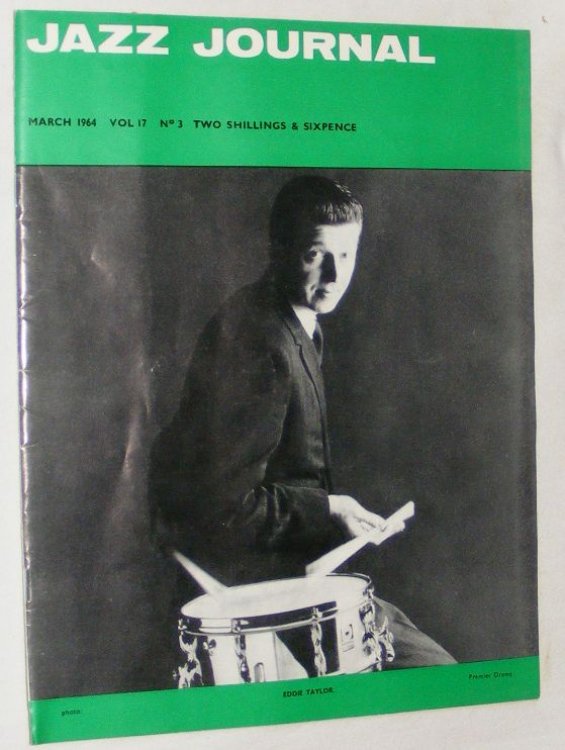 JAZZ JOURNAL
MARCH 1964 VOL 17 Nº 3 TWO SHILLINGS & SIXPENCE
EDDIE TAYLOR
Premier Drums
photo: